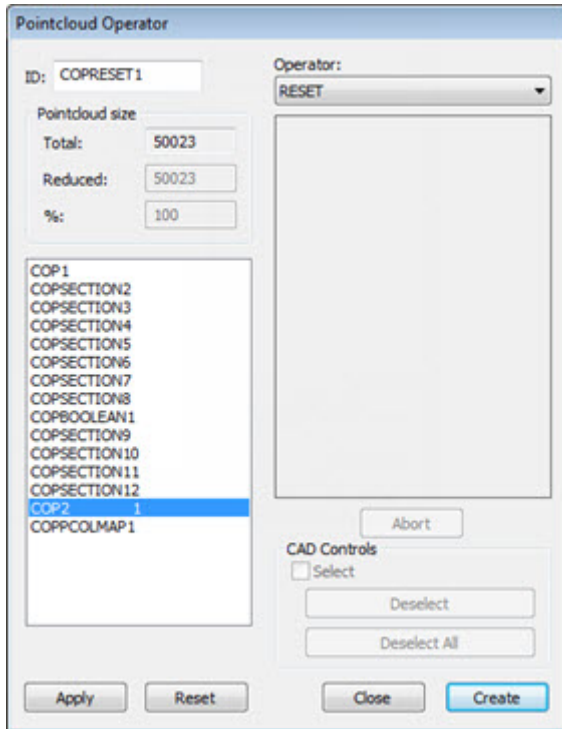 Pointcloud Operator
ID: COPRESET1
Pointcloud size
Total: 50023
Reduced: 50023
%: 100
COP1
COPSECTION2
COPSECTION3
COPSECTION4
COPSECTION5
COPSECTION6
COPSECTION7
COPSECTION8
COPBOOLEAN1
COPSECTION9
COPSECTION10
COPSECTION11
COPSECTION12
COP2 1
COPPCOLMAP1
Operator:
RESET
Abort
CAD Controls
Select
Deselect
Deselect All
Apply Reset Close Create